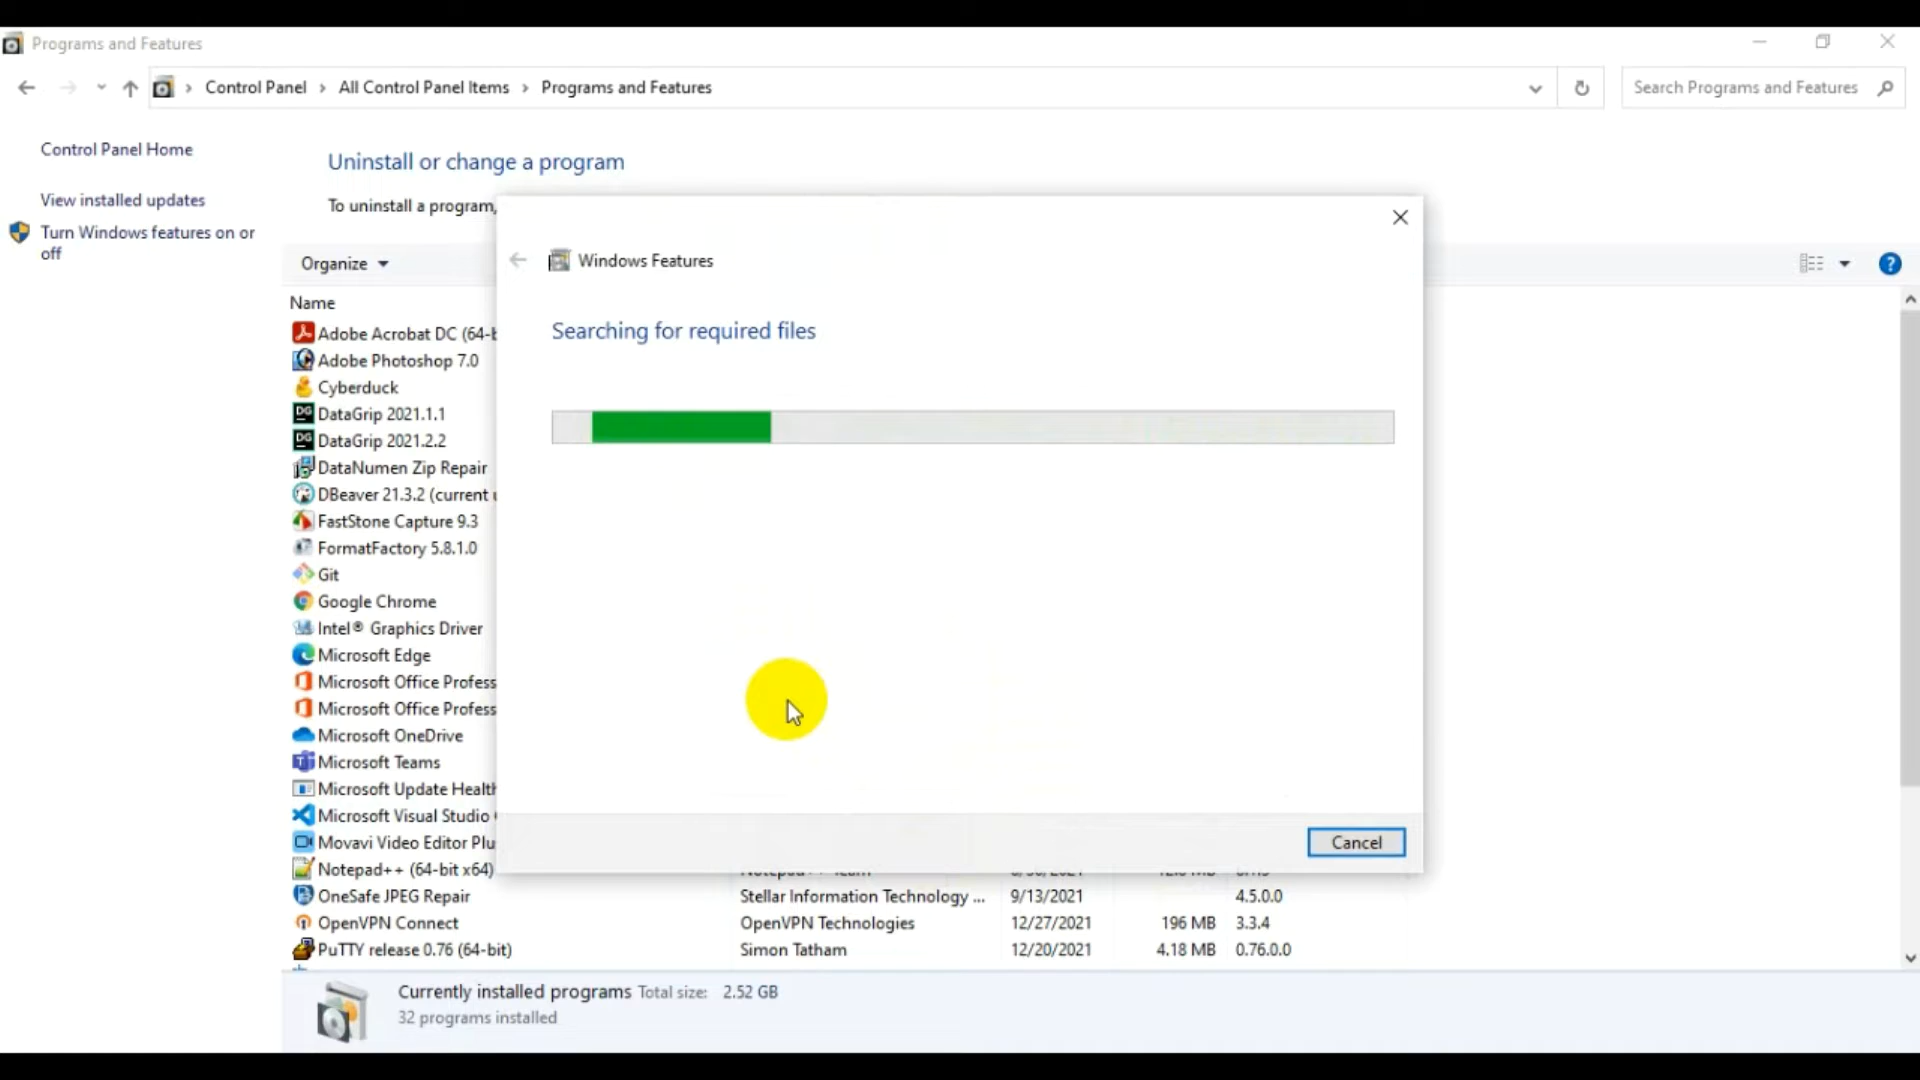 Programs and Features
Control Panel > All Control Panel Items > Programs and Features
Search Programs and Features
Control Panel Home
View installed updates
Turn Windows features on or
off
Uninstall or change a program
To uninstall a program,
Organize
Name
Adobe Acrobat DC (64-b
Adobe Photoshop 7.0
Cyberduck
DataGrip 2021.1.1
DataGrip 2021.2.2
DataNumen Zip Repair
DBeaver 21.3.2 (current u
FastStone Capture 9.3
FormatFactory 5.8.1.0
Git
Google Chrome
Intel® Graphics Driver
Microsoft Edge
Microsoft Office Profess
Microsoft Office Profess
Microsoft OneDrive
Microsoft Teams
Microsoft Update Health
Microsoft Visual Studio
Movavi Video Editor Plu
Notepad++ (64-bit x64)
OneSafe JPEG Repair Stellar Information Technology ... 9/13/2021 4.5.0.0
OpenVPN Connect OpenVPN Technologies 12/27/2021 196 MB 3.3.4
PuTTY release 0.76 (64-bit) Simon Tatham 12/20/2021 4.18 MB 0.76.0.0
Windows Features
Searching for required files
Cancel
Currently installed programs Total size: 2.52 GB
32 programs installed